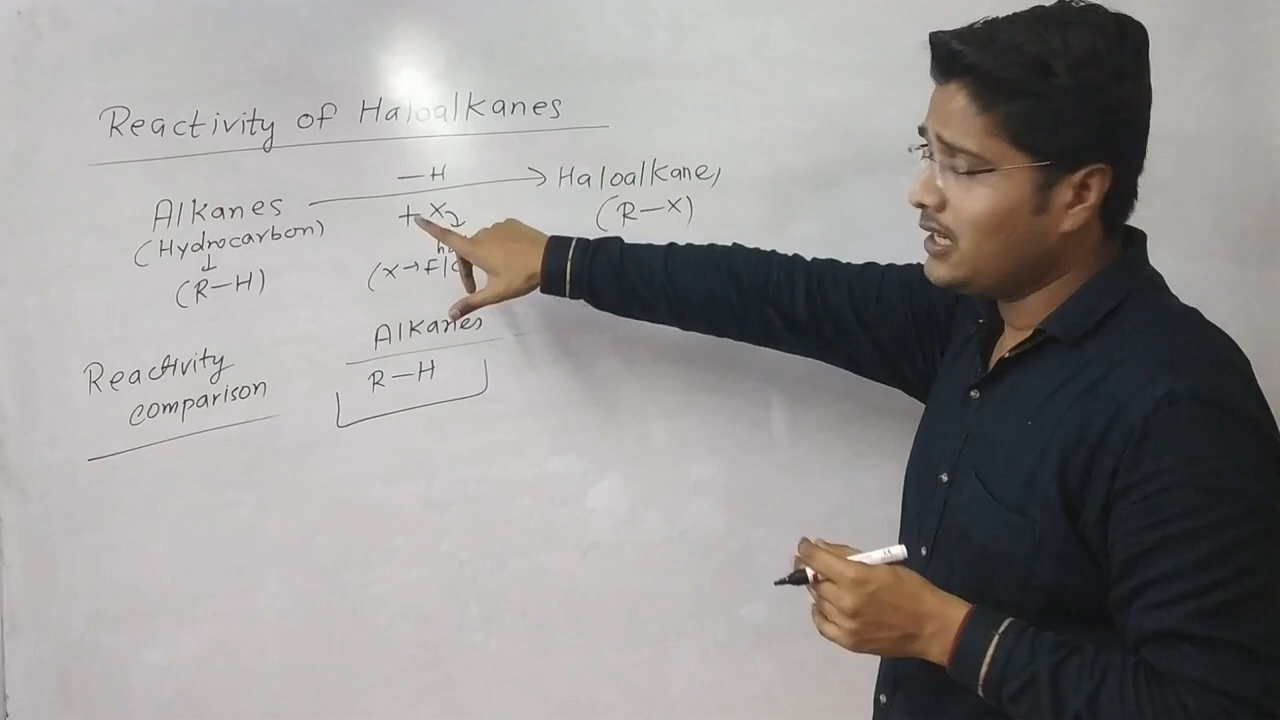 Reactivity of Haloalkanes
Alkanes
(Hydrocarbon)
↓
(R-H)
-H
+X₂
(X→F/C
→ Haloalkane,
(R-X)
Reactivity
comparison
Alkanes
R-H